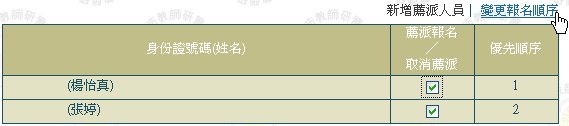 新增薦派人員 | 變更報名順序
身份證號碼(姓名)
薦派報名
／
取消薦派
優先順序
(楊怡真)
1
(張婷)
2